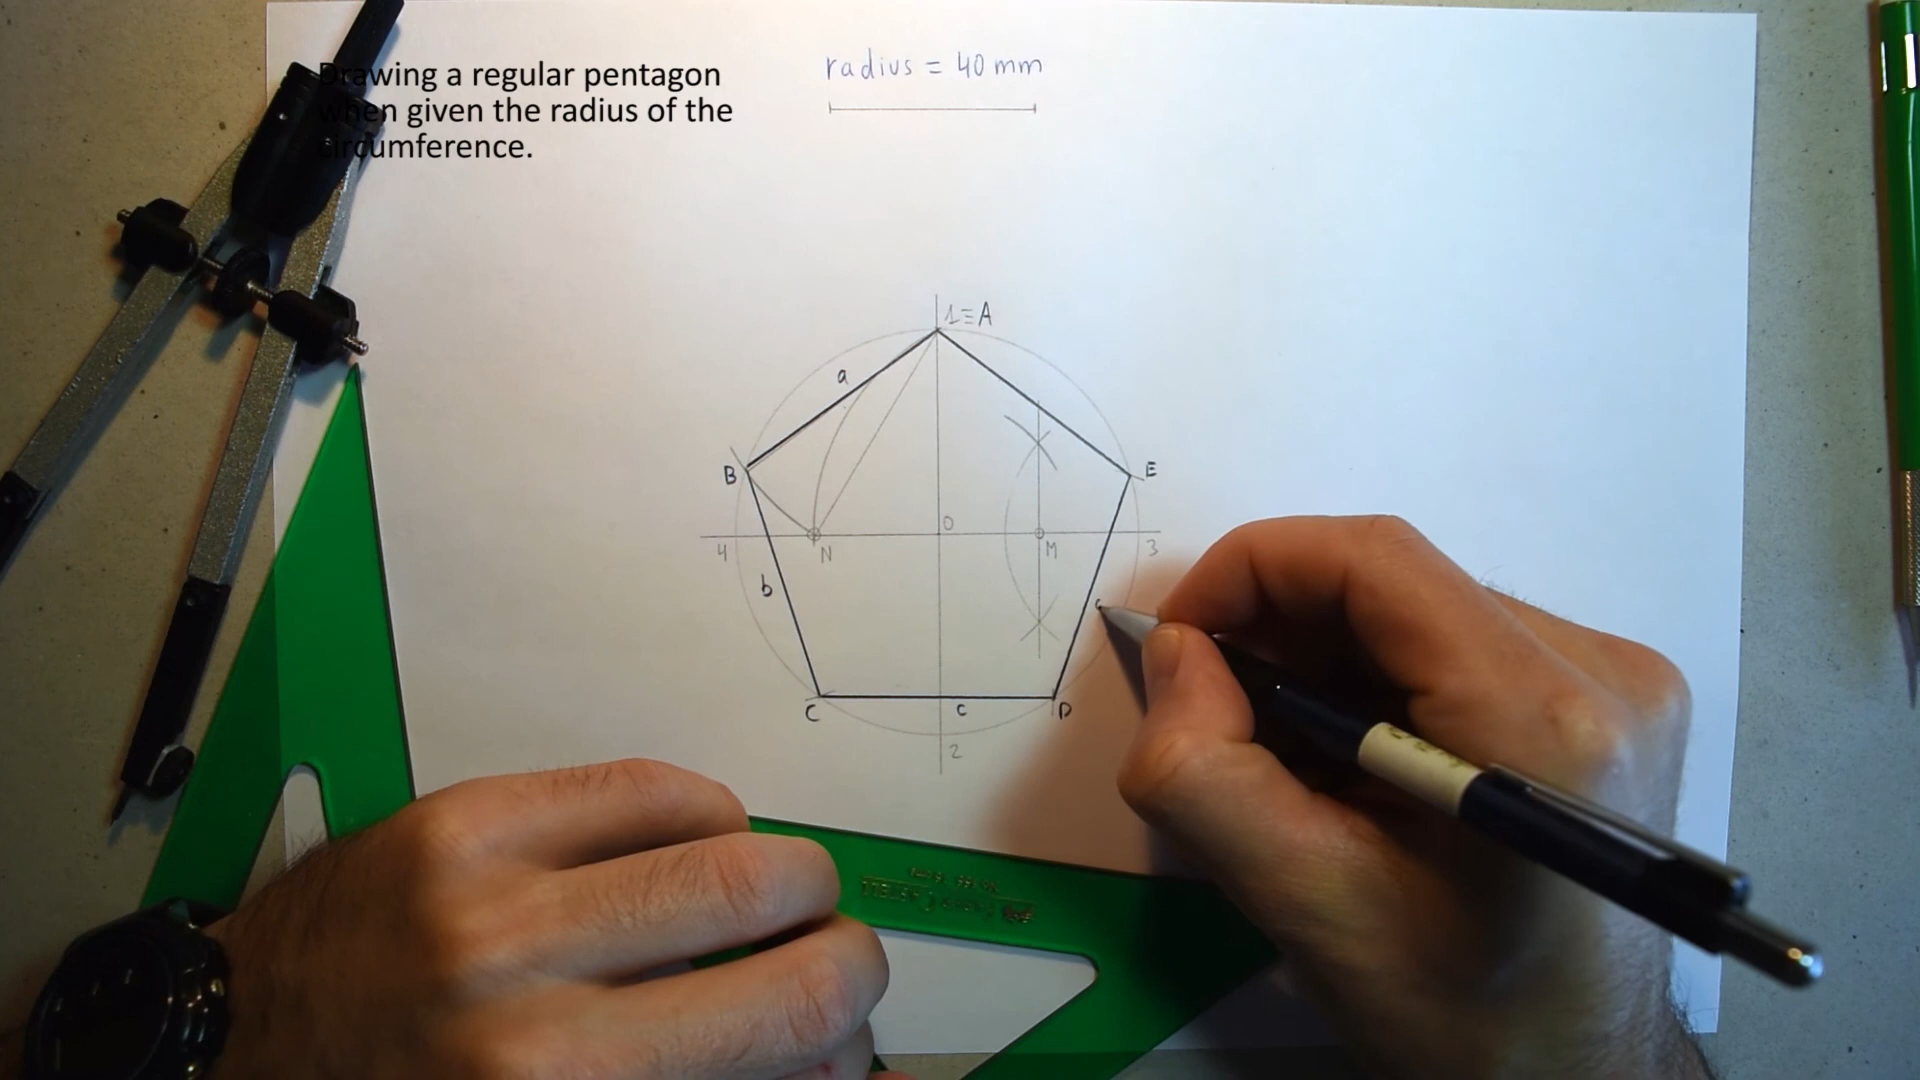 Drawing a regular pentagon
when given the radius of the
circumference.
radius = 40 mm
1=A
a
B
E
O
4
N
M
3
b
C
c
D
2